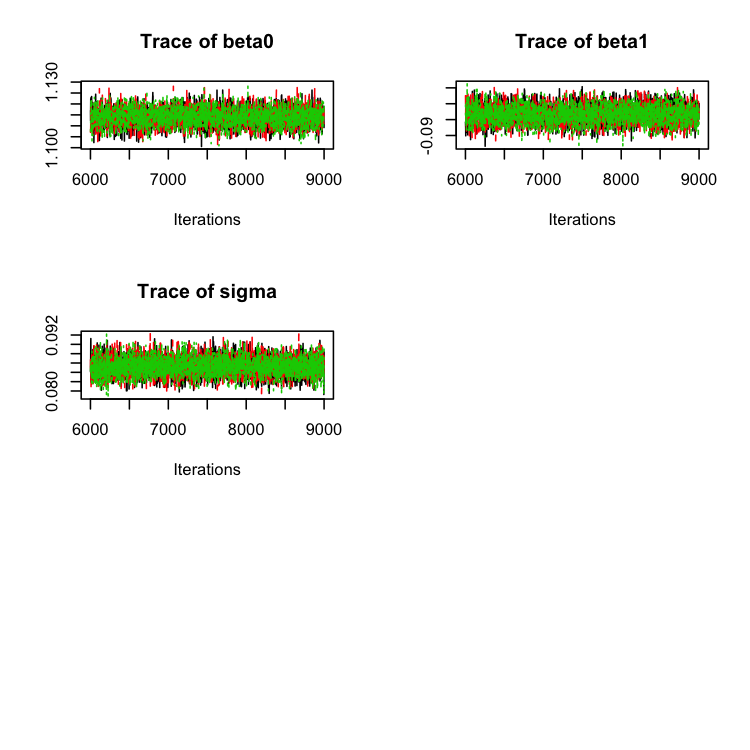 Trace of beta0
1.100 1.130
6000 7000 8000 9000
Iterations
Trace of beta1
-0.09
6000 7000 8000 9000
Iterations
Trace of sigma
0.080 0.092
6000 7000 8000 9000
Iterations